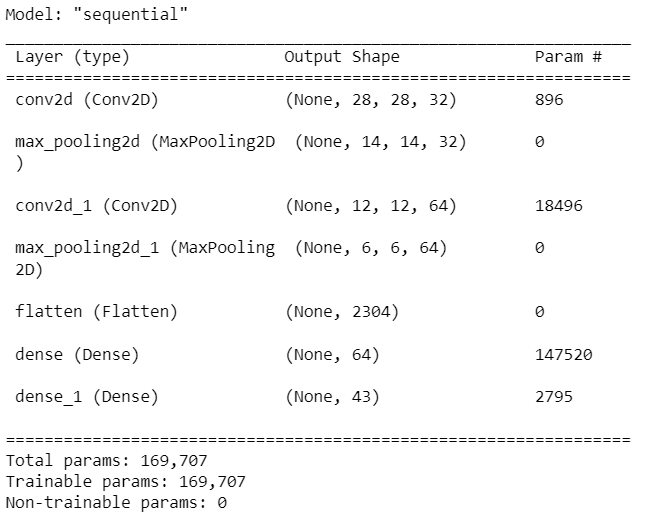 Model: "sequential"
_________________________________________________________________
Layer (type) Output Shape Param #
=================================================================
conv2d (Conv2D) (None, 28, 28, 32) 896
max_pooling2d (MaxPooling2D (None, 14, 14, 32) 0
)
conv2d_1 (Conv2D) (None, 12, 12, 64) 18496
max_pooling2d_1 (MaxPooling (None, 6, 6, 64) 0
2D)
flatten (Flatten) (None, 2304) 0
dense (Dense) (None, 64) 147520
dense_1 (Dense) (None, 43) 2795
=================================================================
Total params: 169,707
Trainable params: 169,707
Non-trainable params: 0